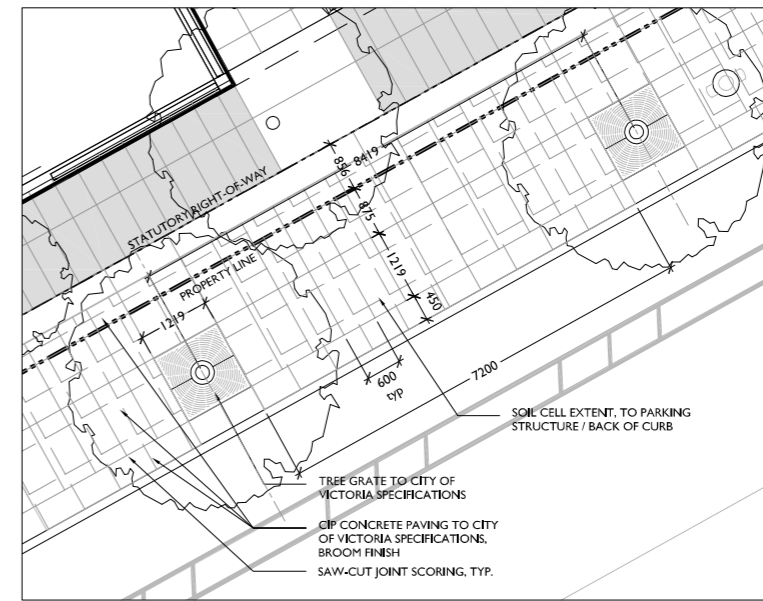 8419
856
STATUTORY RIGHT-OF-WAY
875
PROPERTY LINE
1219
1219
450
600
typ
7200
SOIL CELL EXTENT, TO PARKING
STRUCTURE / BACK OF CURB
TREE GRATE TO CITY OF
VICTORIA SPECIFICATIONS
CIP CONCRETE PAVING TO CITY
OF VICTORIA SPECIFICATIONS,
BROOM FINISH
SAW-CUT JOINT SCORING, TYP.